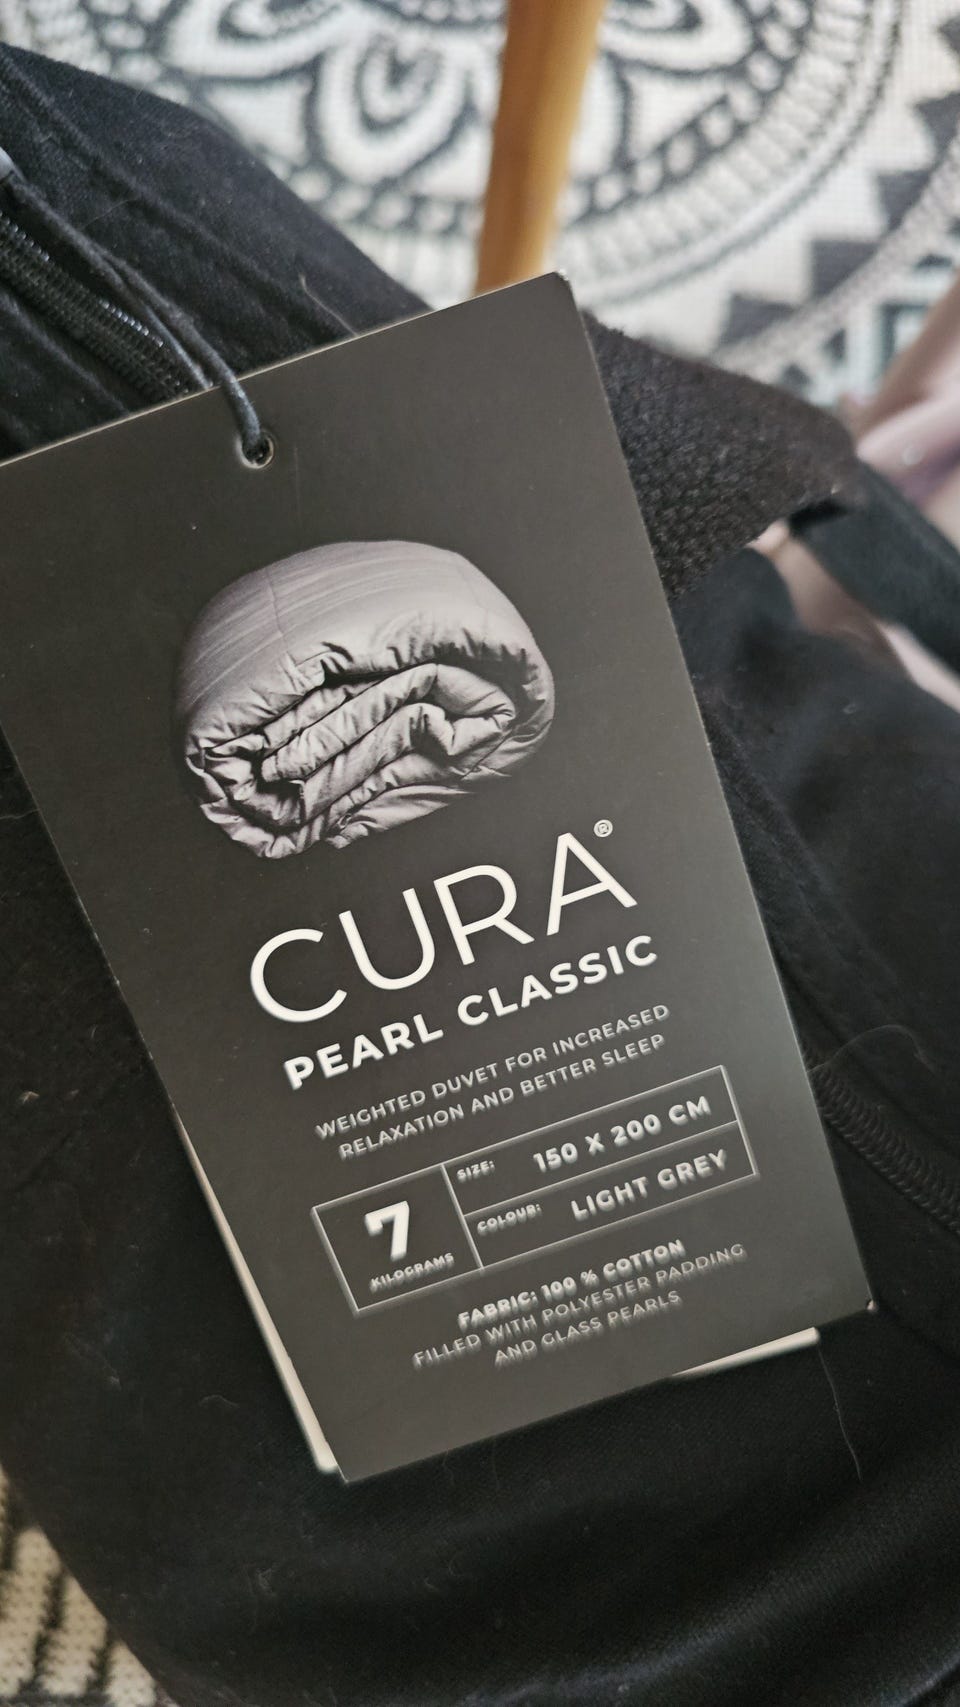 CURA®
PEARL CLASSIC
WEIGHTED DUVET FOR INCREASED
RELAXATION AND BETTER SLEEP
7
KILOGRAMS
SIZE: 150 X 200 CM
COLOUR: LIGHT GREY
FABRIC: 100 % COTTON
FILLED WITH POLYESTER PADDING
AND GLASS PEARLS